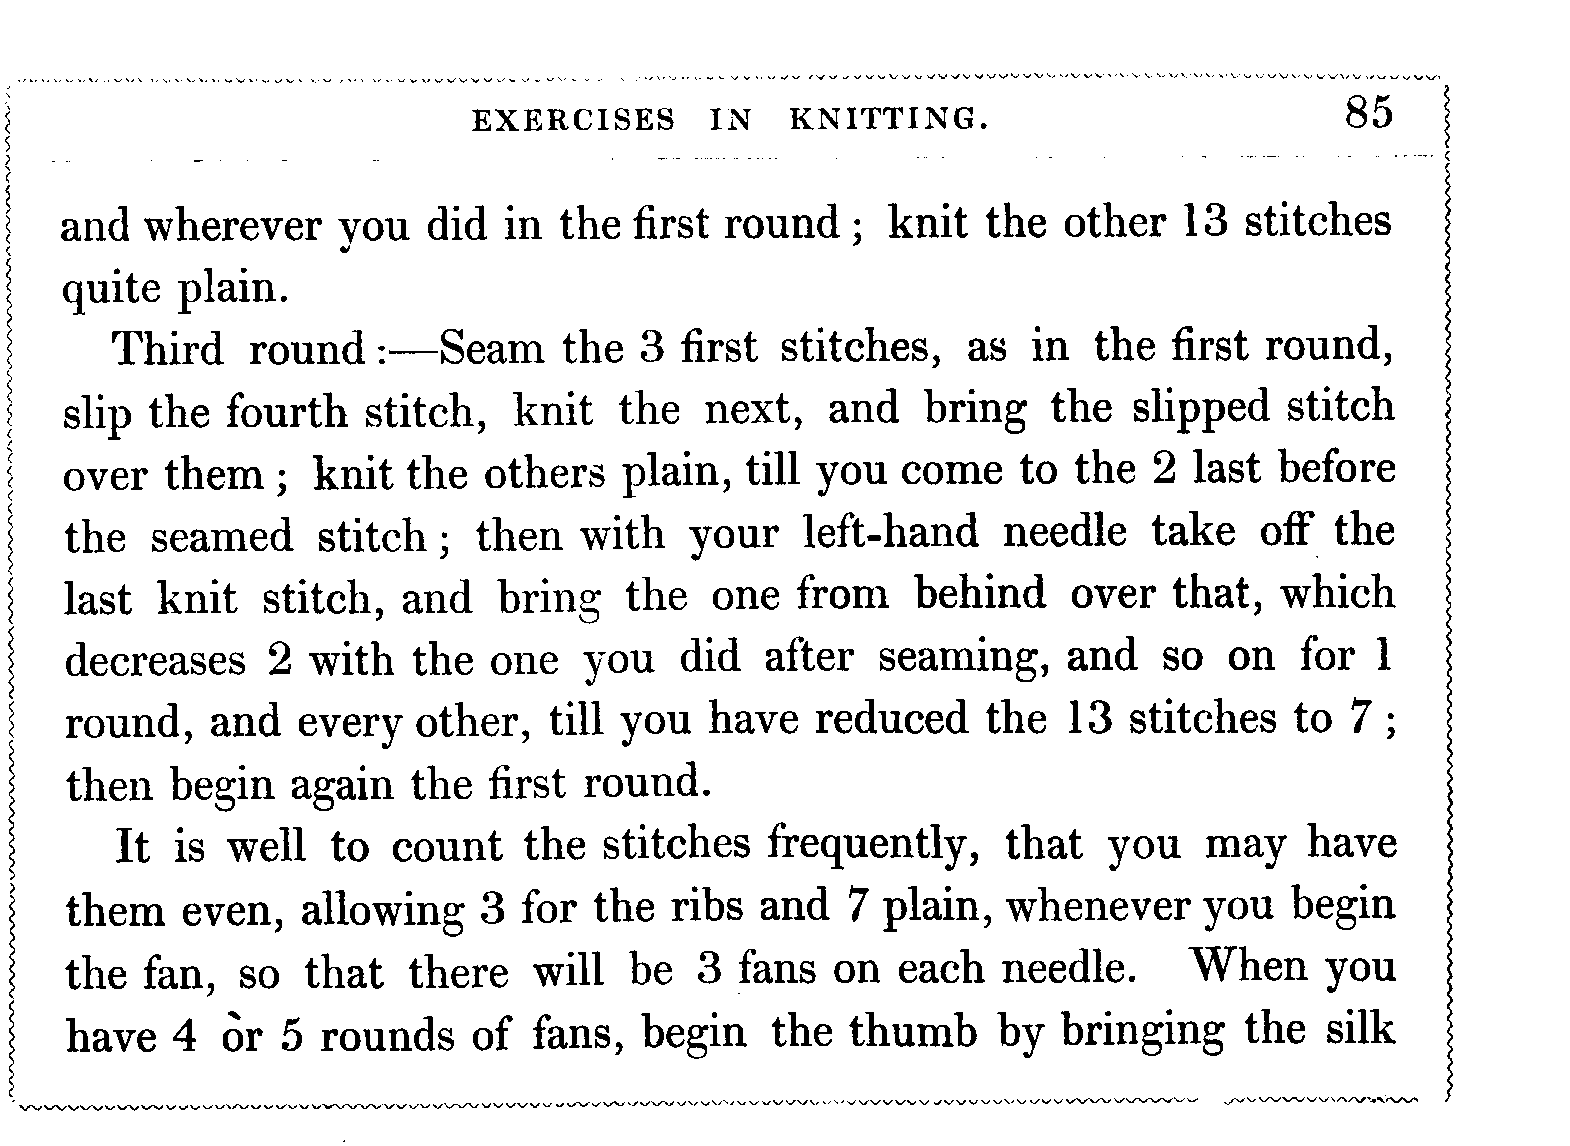 EXERCISES IN KNITTING. 85
and wherever you did in the first round ; knit the other 13 stitches
quite plain.
Third round :—Seam the 3 first stitches, as in the first round,
slip the fourth stitch, knit the next, and bring the slipped stitch
over them ; knit the others plain, till you come to the 2 last before
the seamed stitch ; then with your left-hand needle take off the
last knit stitch, and bring the one from behind over that, which
decreases 2 with the one you did after seaming, and so on for 1
round, and every other, till you have reduced the 13 stitches to 7 ;
then begin again the first round.
It is well to count the stitches frequently, that you may have
them even, allowing 3 for the ribs and 7 plain, whenever you begin
the fan, so that there will be 3 fans on each needle. When you
have 4 or 5 rounds of fans, begin the thumb by bringing the silk